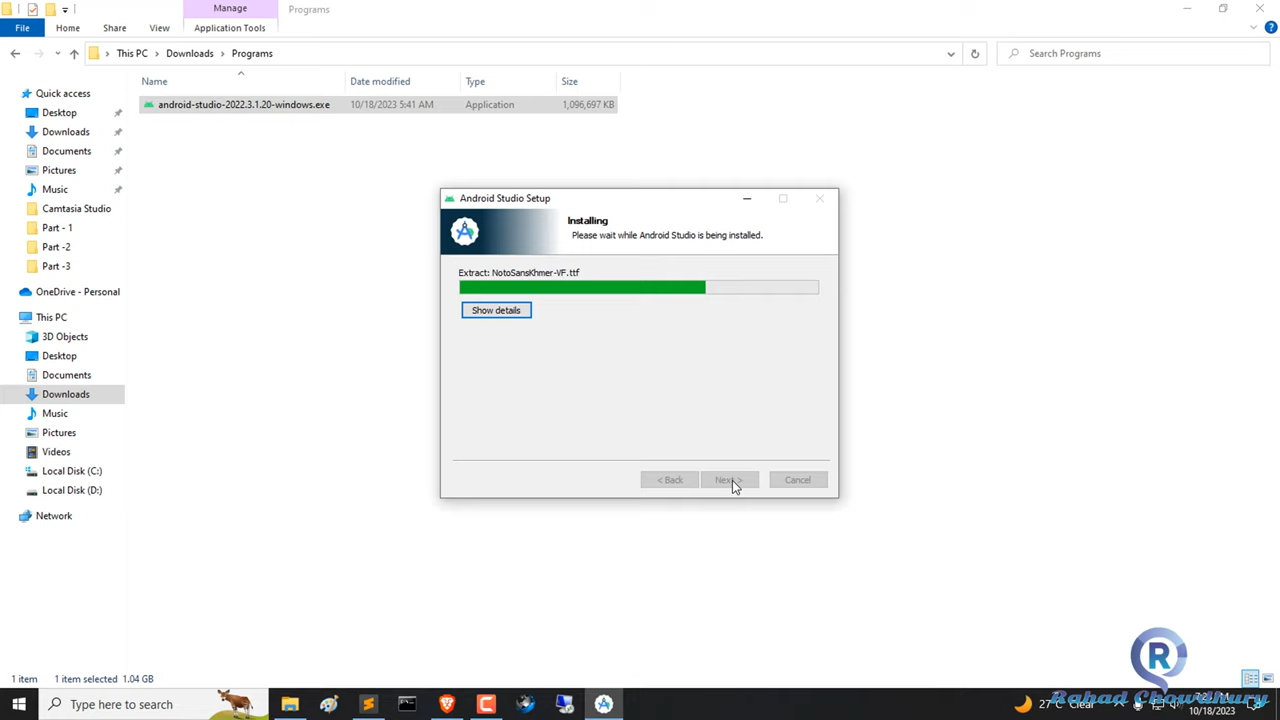 Manage
Programs
File
Home
Share
View
Application Tools
This PC
Downloads
Programs
Search Programs
Name
Date modified
Type
Size
android-studio-2022.3.1.20-windows.exe
10/18/2023 5:41 AM
Application
1,096,697 KB
Quick access
Desktop
Downloads
Documents
Pictures
Music
Camtasia Studio
Part - 1
Part -2
Part -3
OneDrive - Personal
This PC
3D Objects
Desktop
Documents
Downloads
Music
Pictures
Videos
Local Disk (C:)
Local Disk (D:)
Network
Android Studio Setup
Installing
Please wait while Android Studio is being installed.
Extract: NotoSansKhmer-VF.ttf
Show details
< Back
Next >
Cancel
1 item
1 item selected
1.04 GB
R
Rahad Chowdhury
Type here to search
Clear
10/18/2023